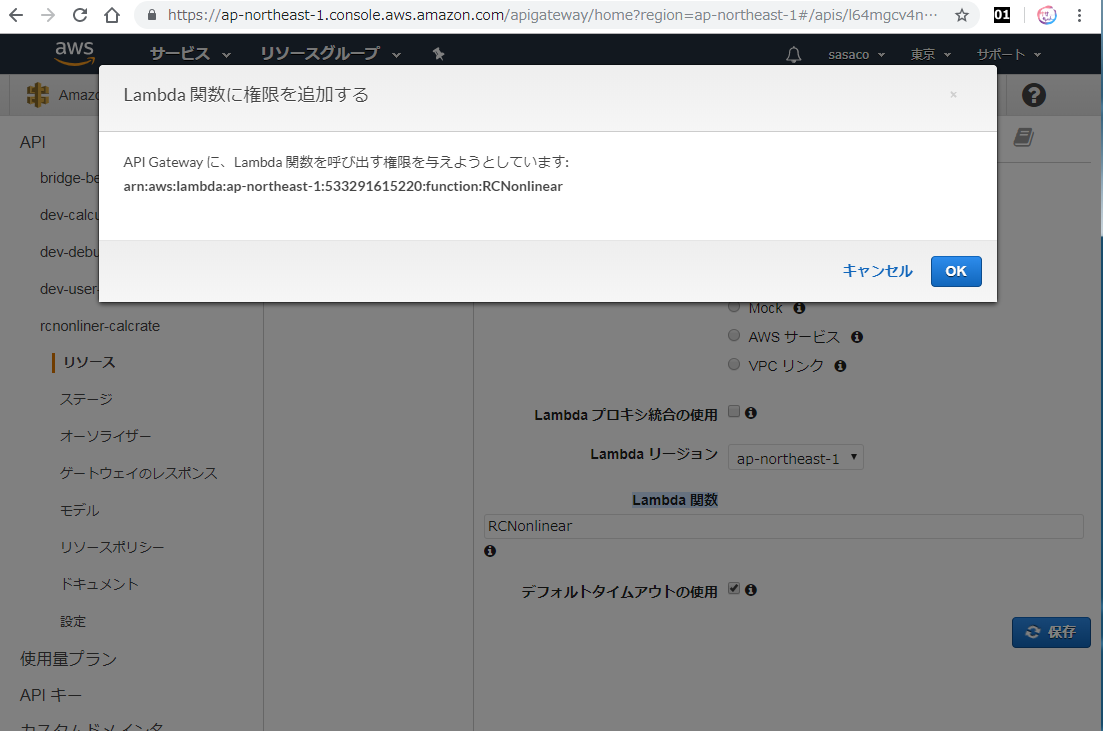 https://ap-northeast-1.console.aws.amazon.com/apigateway/home?region=ap-northeast-1#/apis/l64mgcv4n…
01
aws
サービス
リソースグループ
sasaco
東京
サポート
Amazo
Lambda 関数に権限を追加する
×
API Gateway に、Lambda 関数を呼び出す権限を与えようとしています:
arn:aws:lambda:ap-northeast-1:533291615220:function:RCNonlinear
キャンセル
OK
API
bridge-be
dev-calcu
dev-debu
dev-user-
rcnonliner-calcrate
リソース
ステージ
オーソライザー
ゲートウェイのレスポンス
モデル
リソースポリシー
ドキュメント
設定
使用量プラン
API キー
カスタムドメイン名
Mock
AWS サービス
VPC リンク
Lambda プロキシ統合の使用
Lambda リージョン
ap-northeast-1
Lambda 関数
RCNonlinear
デフォルトタイムアウトの使用
保存